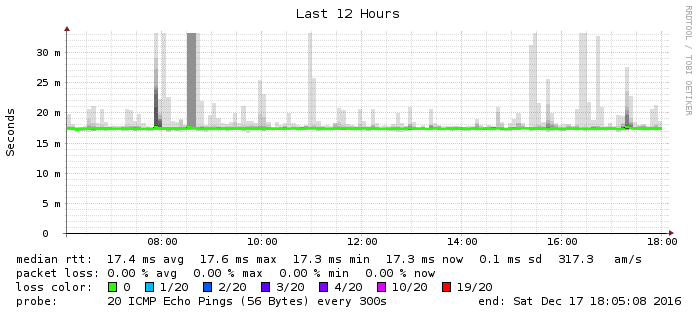 Last 12 Hours
RRDTOOL / TOBI OETIKER
Seconds
30 m
25 m
20 m
15 m
10 m
5 m
0
08:00 10:00 12:00 14:00 16:00 18:00
median rtt: 17.4 ms avg 17.6 ms max 17.3 ms min 17.3 ms now 0.1 ms sd 317.3 am/s
packet loss: 0.00 % avg 0.00 % max 0.00 % min 0.00 % now
loss color: 0 1/20 2/20 3/20 4/20 10/20 19/20
probe: 20 ICMP Echo Pings (56 Bytes) every 300s end: Sat Dec 17 18:05:08 2016